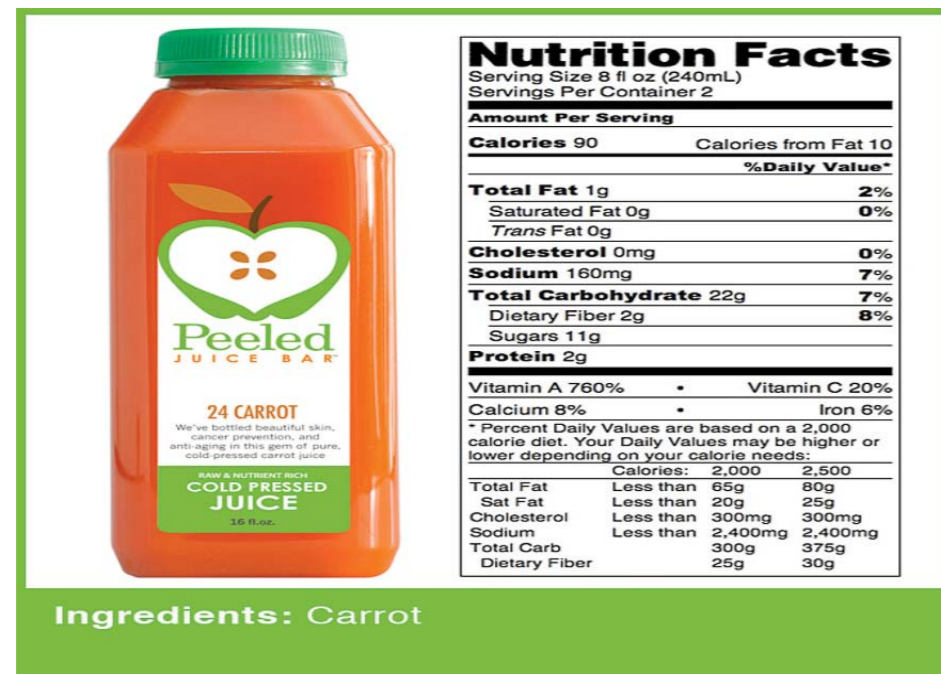 Peeled
JUICE BAR™
24 CARROT
We've bottled beautiful skin,
cancer prevention, and
anti-aging in this gem of pure,
cold-pressed carrot juice
RAW & NUTRIENT RICH
COLD PRESSED
JUICE
16 fl.oz.
Nutrition Facts
Serving Size 8 fl oz (240mL)
Servings Per Container 2
Amount Per Serving
Calories 90 Calories from Fat 10
%Daily Value*
Total Fat 1g 2%
Saturated Fat 0g 0%
Trans Fat 0g
Cholesterol 0mg 0%
Sodium 160mg 7%
Total Carbohydrate 22g 7%
Dietary Fiber 2g 8%
Sugars 11g
Protein 2g
Vitamin A 760% • Vitamin C 20%
Calcium 8% • Iron 6%
* Percent Daily Values are based on a 2,000
calorie diet. Your Daily Values may be higher or
lower depending on your calorie needs:
Calories: 2,000 2,500
Total Fat Less than 65g 80g
Sat Fat Less than 20g 25g
Cholesterol Less than 300mg 300mg
Sodium Less than 2,400mg 2,400mg
Total Carb 300g 375g
Dietary Fiber 25g 30g
Ingredients: Carrot